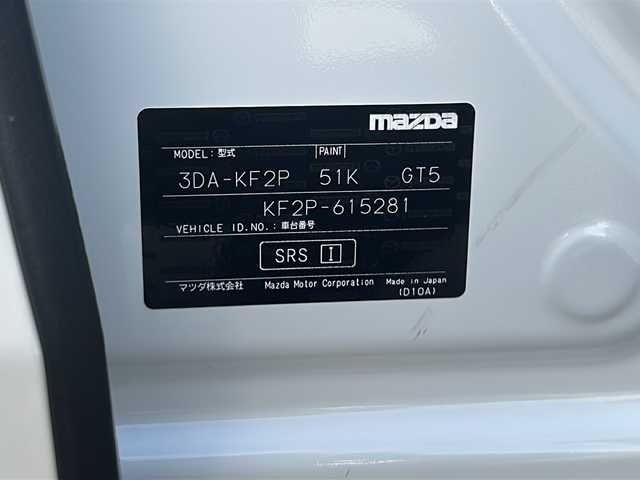 mazda
MODEL: 型式 PAINT
3DA-KF2P 51K GT5
KF2P-615281
VEHICLE ID.NO.: 車台番号
SRS I
マツダ株式会社 Mazda Motor Corporation Made in Japan
(D10A)